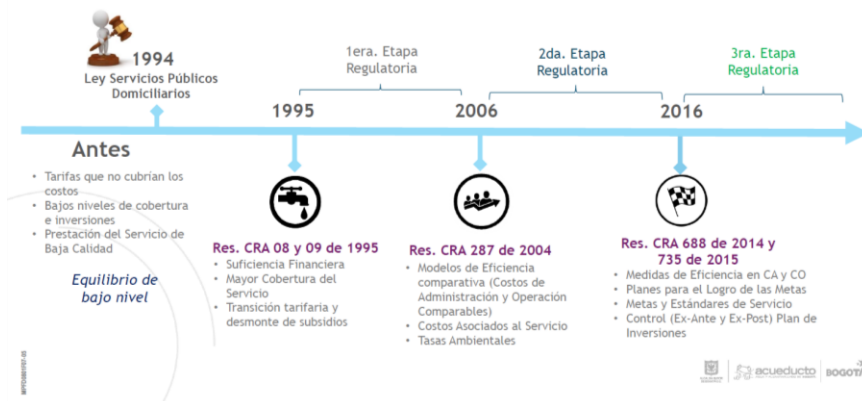 1994
Ley Servicios Públicos
Domiciliarios
1era. Etapa
Regulatoria
2da. Etapa
Regulatoria
3ra. Etapa
Regulatoria
1995
2006
2016
Antes
• Tarifas que no cubrían los
costos
• Bajos niveles de cobertura
e inversiones
• Prestación del Servicio de
Baja Calidad
Equilibrio de
bajo nivel
Res. CRA 08 y 09 de 1995
• Suficiencia Financiera
• Mayor Cobertura del
Servicio
• Transición tarifaria y
desmonte de subsidios
Res. CRA 287 de 2004
• Modelos de Eficiencia
comparativa (Costos de
Administración y Operación
Comparables)
• Costos Asociados al Servicio
• Tasas Ambientales
Res. CRA 688 de 2014 y
735 de 2015
• Medidas de Eficiencia en CA y CO
• Planes para el Logro de las Metas
• Metas y Estándares de Servicio
• Control (Ex-Ante y Ex-Post) Plan de
Inversiones
acueducto
BOGOTÁ